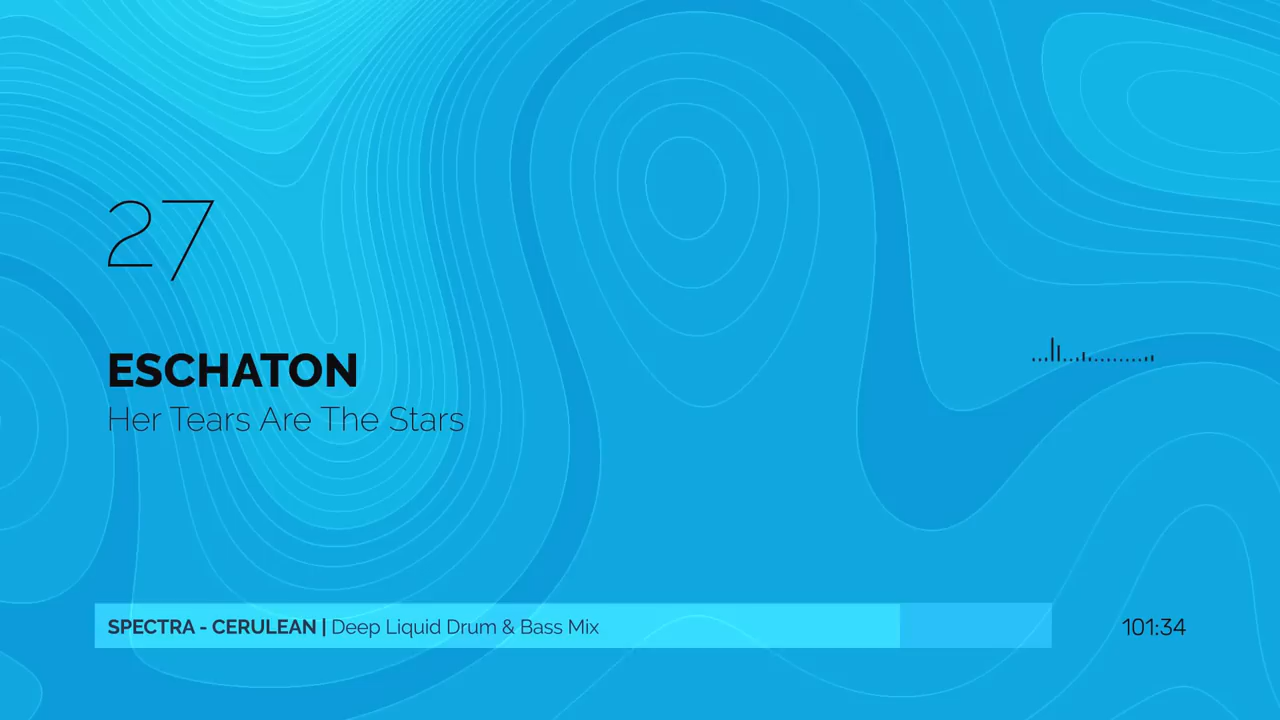 27
ESCHATON
Her Tears Are The Stars
SPECTRA - CERULEAN | Deep Liquid Drum & Bass Mix
101:34